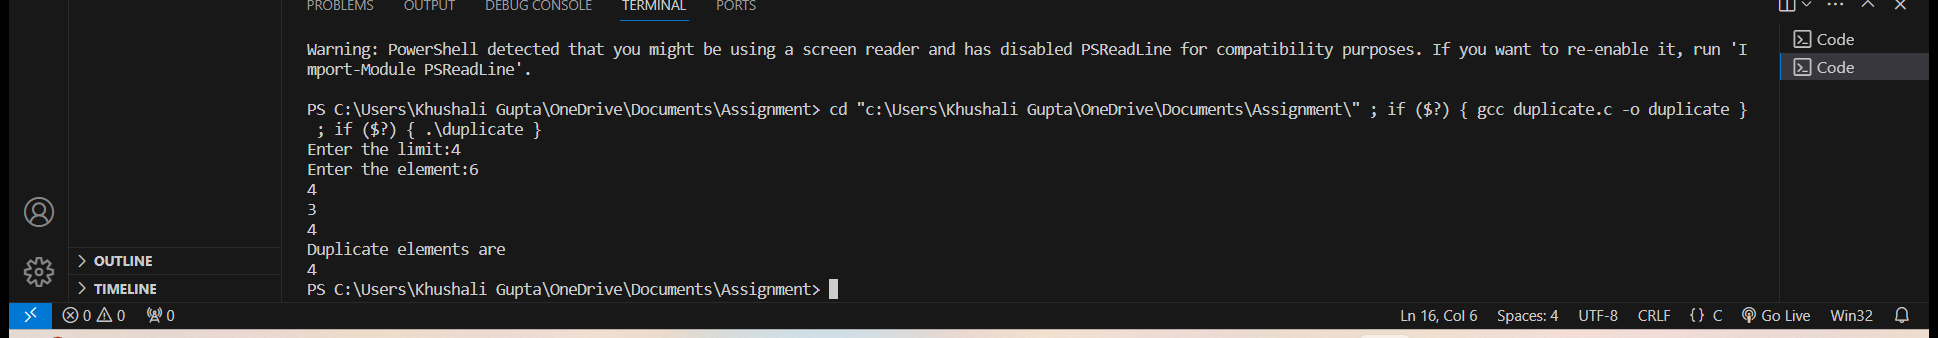 PROBLEMS OUTPUT DEBUG CONSOLE TERMINAL PORTS
Warning: PowerShell detected that you might be using a screen reader and has disabled PSReadLine for compatibility purposes. If you want to re-enable it, run 'I
mport-Module PSReadLine'.
PS C:\Users\Khushali Gupta\OneDrive\Documents\Assignment> cd "c:\Users\Khushali Gupta\OneDrive\Documents\Assignment\" ; if ($?) { gcc duplicate.c -o duplicate }
 ; if ($?) { .\duplicate }
Enter the limit:4
Enter the element:6
4
3
4
Duplicate elements are
4
PS C:\Users\Khushali Gupta\OneDrive\Documents\Assignment>
Code
Code
OUTLINE
TIMELINE
0 0 0 Ln 16, Col 6 Spaces: 4 UTF-8 CRLF {} C Go Live Win32